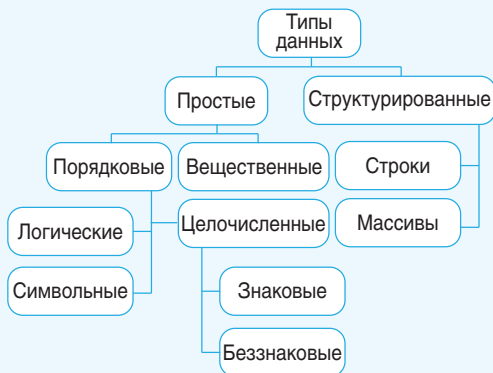 Типы
данных
Простые
Структурированные
Порядковые
Вещественные
Строки
Логические
Целочисленные
Массивы
Символьные
Знаковые
Беззнаковые